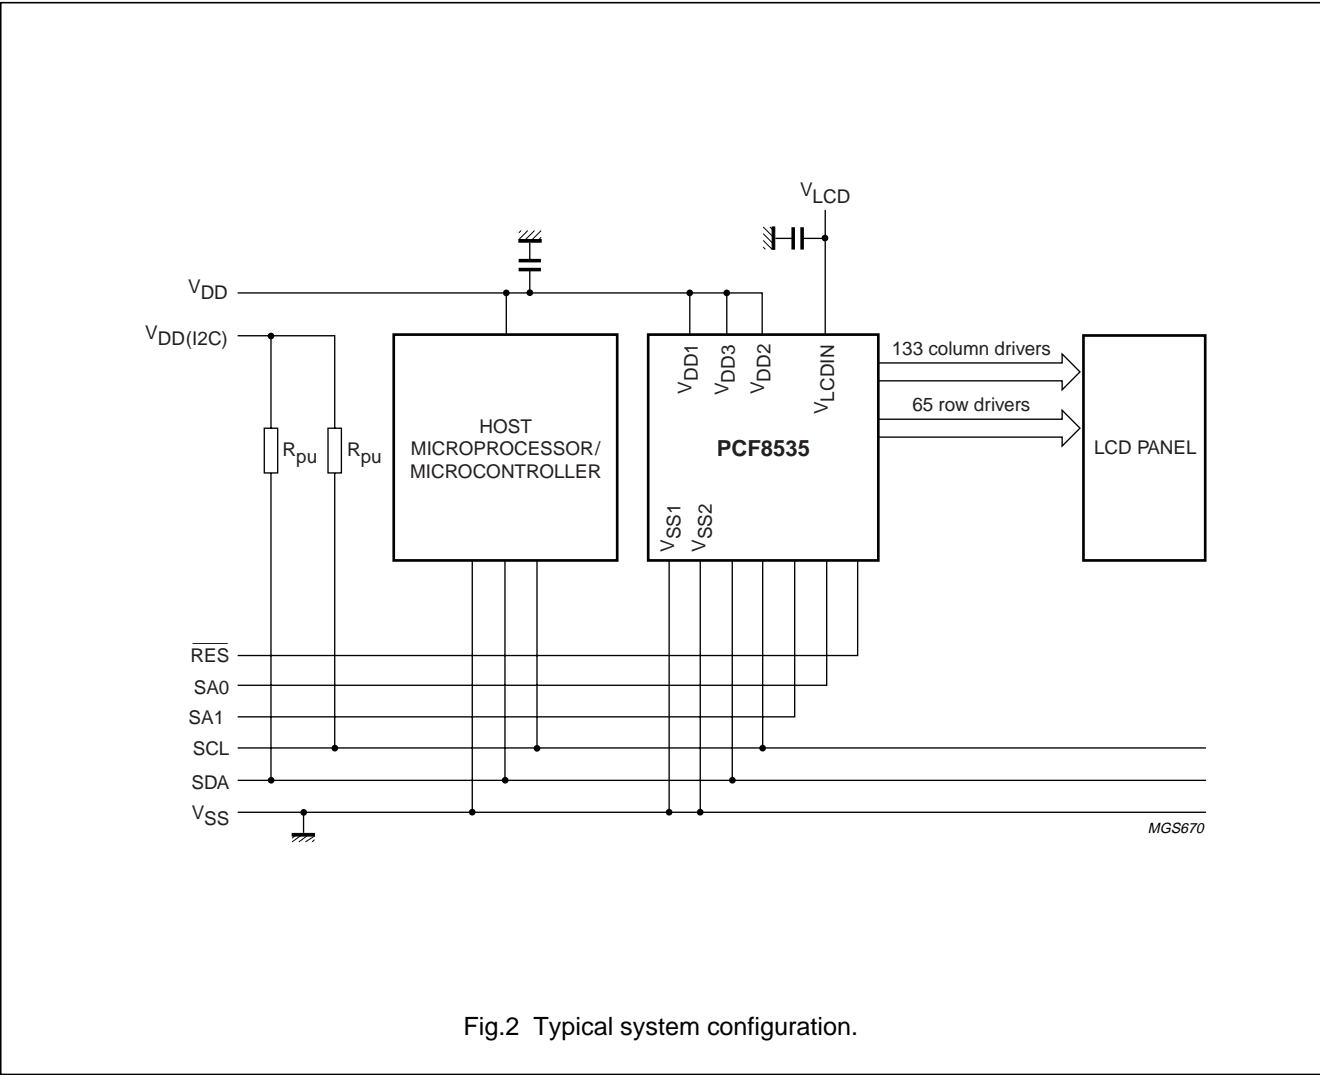 VLCD
VDD
VDD(I2C)
VDD1
VDD3
VDD2
VLCDIN
133 column drivers
65 row drivers
Rpu
Rpu
HOST
MICROPROCESSOR/
MICROCONTROLLER
PCF8535
LCD PANEL
VSS1
VSS2
RES
SA0
SA1
SCL
SDA
VSS
MGS670
Fig.2 Typical system configuration.